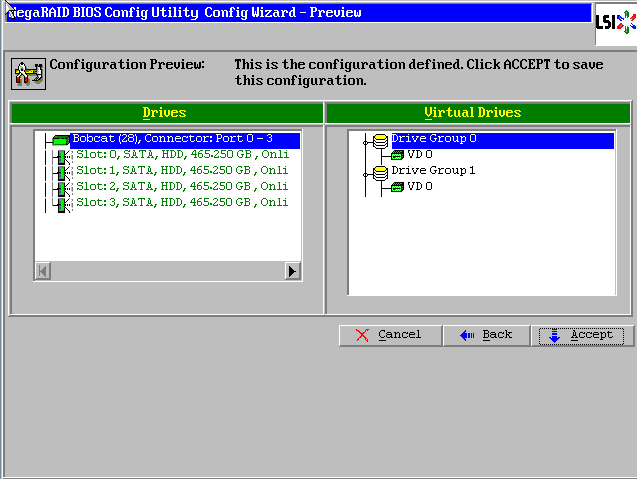 MegaRAID BIOS Config Utility Config Wizard - Preview
LSI
Configuration Preview: This is the configuration defined. Click ACCEPT to save
this configuration.
Drives
Virtual Drives
Bobcat (28), Connector: Port 0 - 3
Slot: 0, SATA, HDD, 465.250 GB , Onli
Slot: 1, SATA, HDD, 465.250 GB , Onli
Slot: 2, SATA, HDD, 465.250 GB , Onli
Slot: 3, SATA, HDD, 465.250 GB , Onli
Drive Group 0
VD 0
Drive Group 1
VD 0
Cancel
Back
Accept